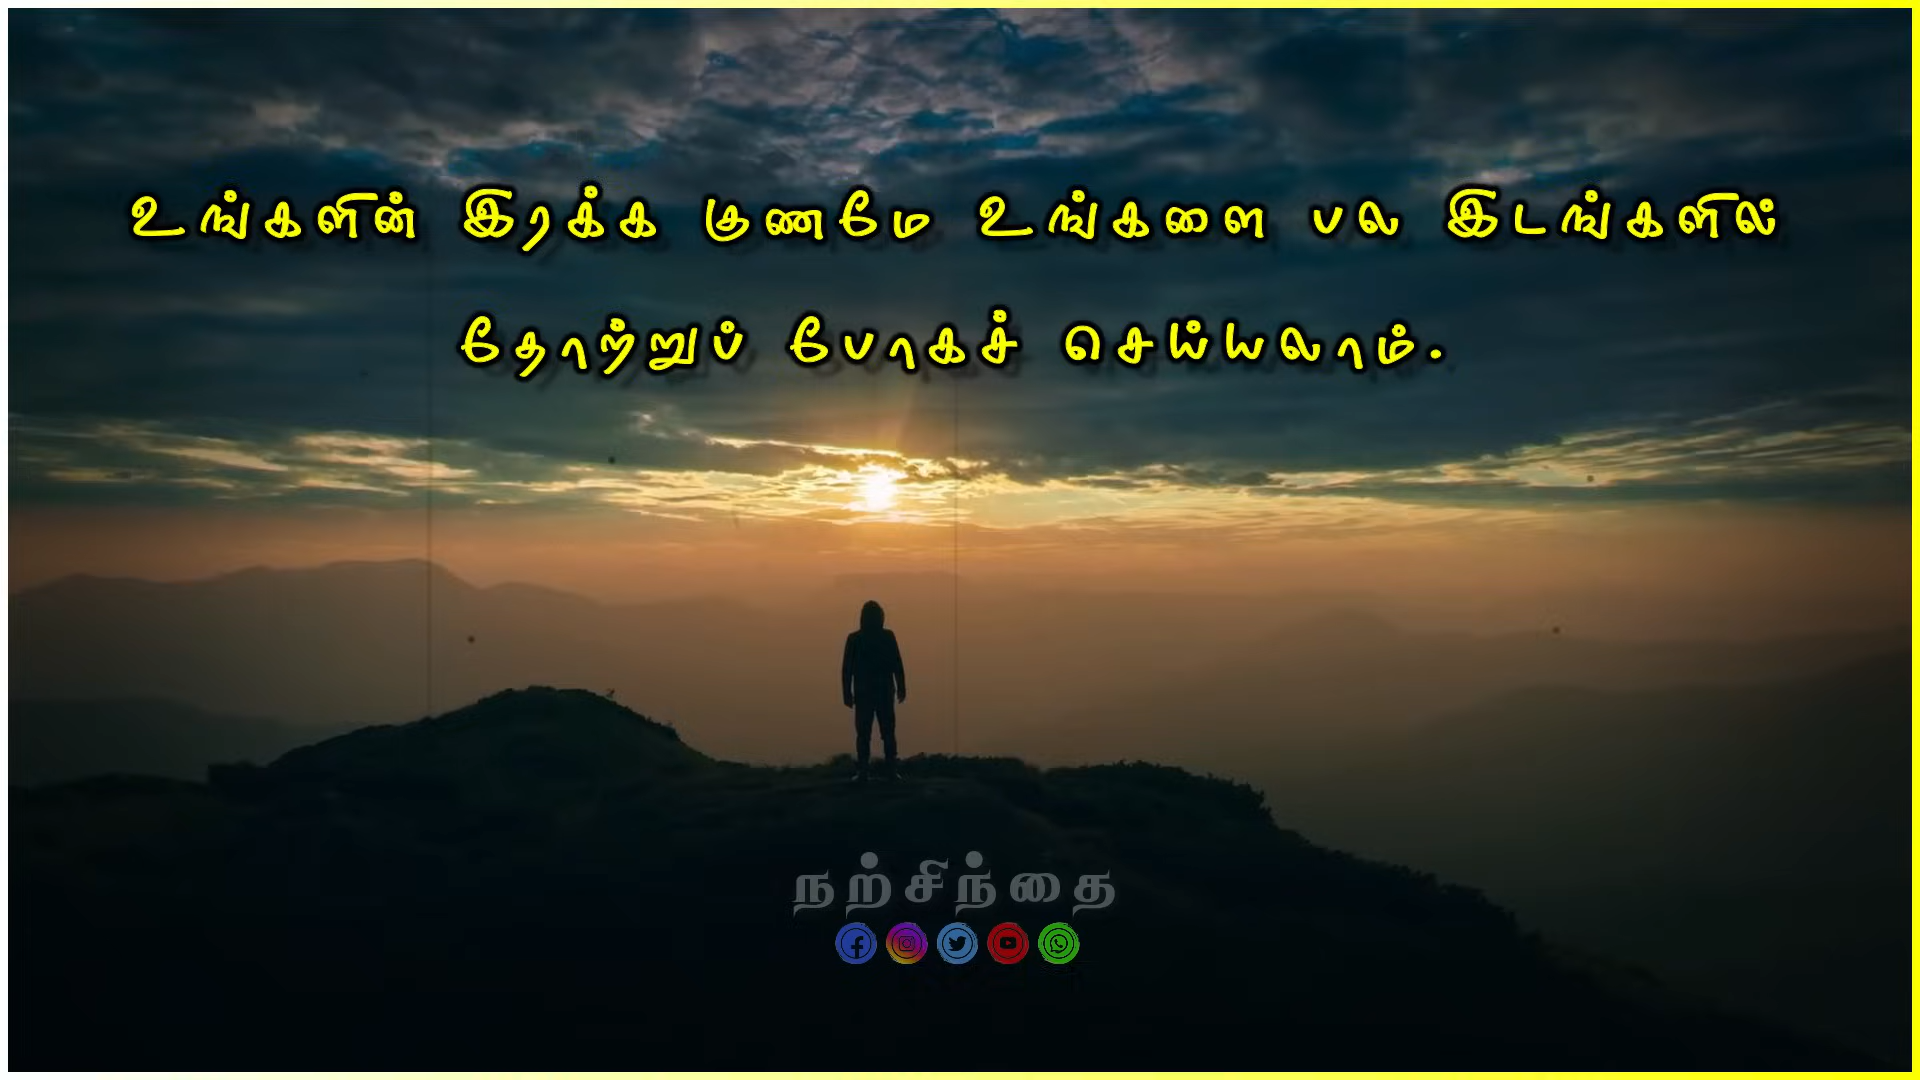 உங்களின் இரக்க குணமே உங்களை பல இடங்களில்
தோற்றுப் போகச் செய்யலாம்.
நற்சிந்தை